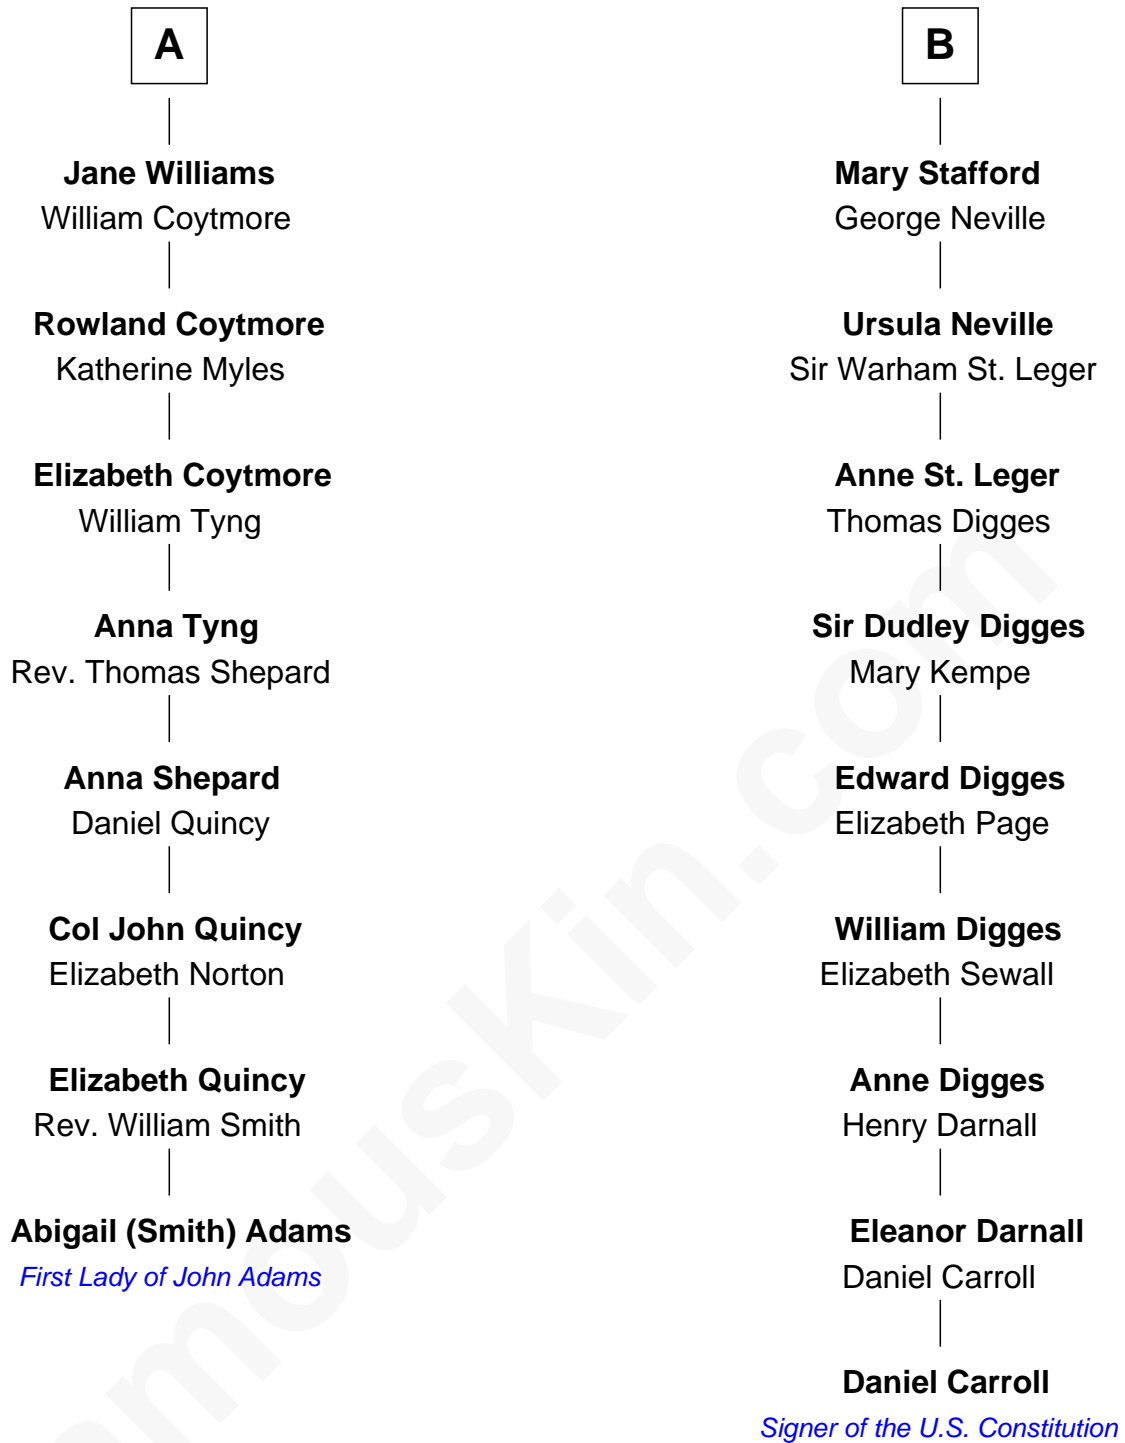 A
Jane Williams
William Coytmore
Rowland Coytmore
Katherine Myles
Elizabeth Coytmore
William Tyng
Anna Tyng
Rev. Thomas Shepard
Anna Shepard
Daniel Quincy
Col John Quincy
Elizabeth Norton
Elizabeth Quincy
Rev. William Smith
Abigail (Smith) Adams
First Lady of John Adams
B
Mary Stafford
George Neville
Ursula Neville
Sir Warham St. Leger
Anne St. Leger
Thomas Digges
Sir Dudley Digges
Mary Kempe
Edward Digges
Elizabeth Page
William Digges
Elizabeth Sewall
Anne Digges
Henry Darnall
Eleanor Darnall
Daniel Carroll
Daniel Carroll
Signer of the U.S. Constitution
amouskin.com